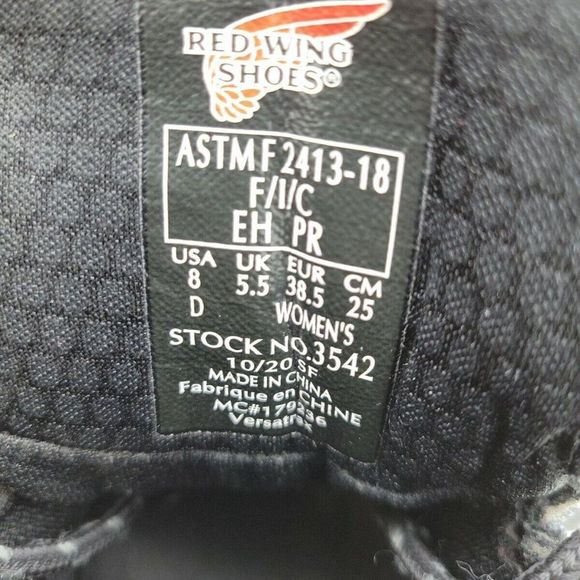 RED WING
SHOES®
ASTM F 2413-18
F/I/C
EH PR
USA UK EUR CM
8 5.5 38.5 25
D WOMEN'S
STOCK NO.3542
10/20 SF
MADE IN CHINA
Fabrique en CHINE